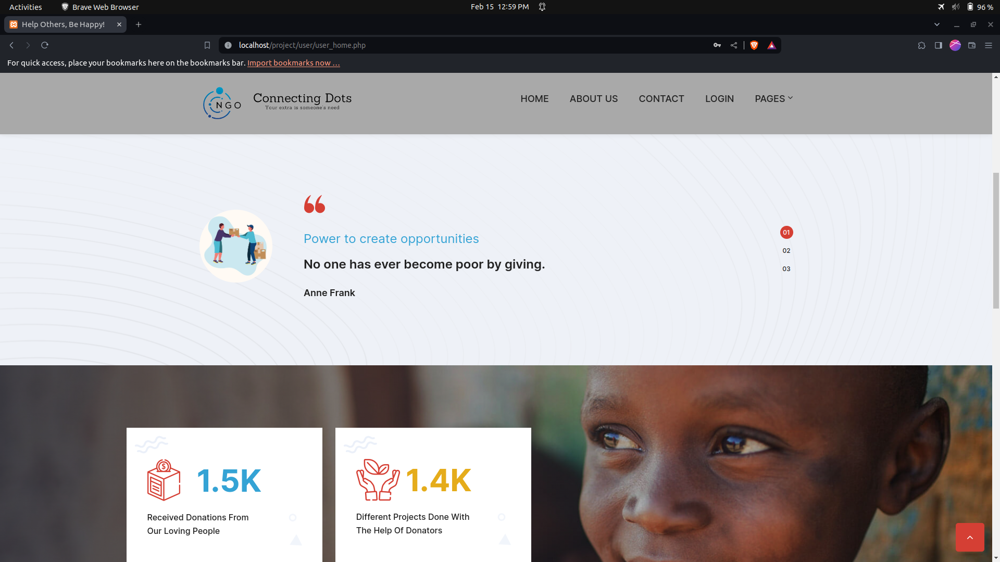 Activities
Brave Web Browser
Feb 15 12:59 PM
96 %
Help Others, Be Happy!
localhost/project/user/user_home.php
For quick access, place your bookmarks here on the bookmarks bar. Import bookmarks now …
NGO
Connecting Dots
Your extra is someone's need
HOME
ABOUT US
CONTACT
LOGIN
PAGES
“
Power to create opportunities
No one has ever become poor by giving.
Anne Frank
01
02
03
$
1.5K
Received Donations From
Our Loving People
1.4K
Different Projects Done With
The Help Of Donators